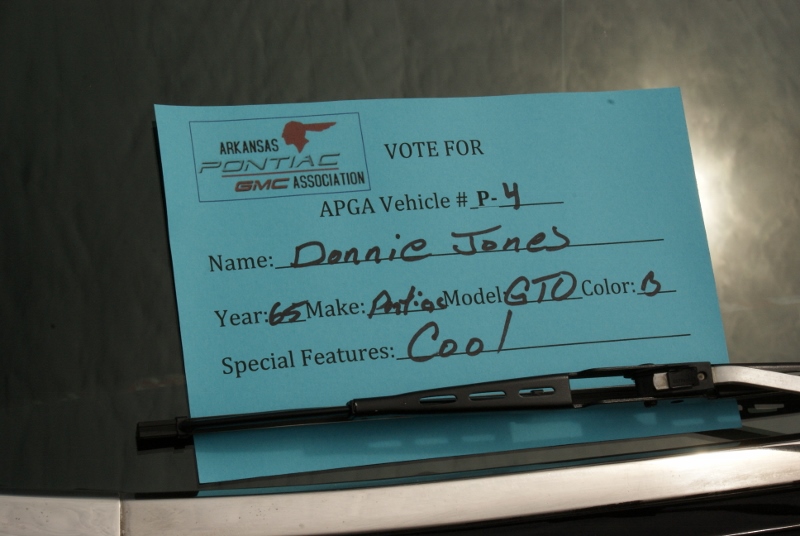 ARKANSAS
PONTIAC
GMC ASSOCIATION
VOTE FOR
APGA Vehicle # P- 4
Name: Donnie Jones
Year: 65 Make: Pontiac Model: GTO Color: B
Special Features: Cool